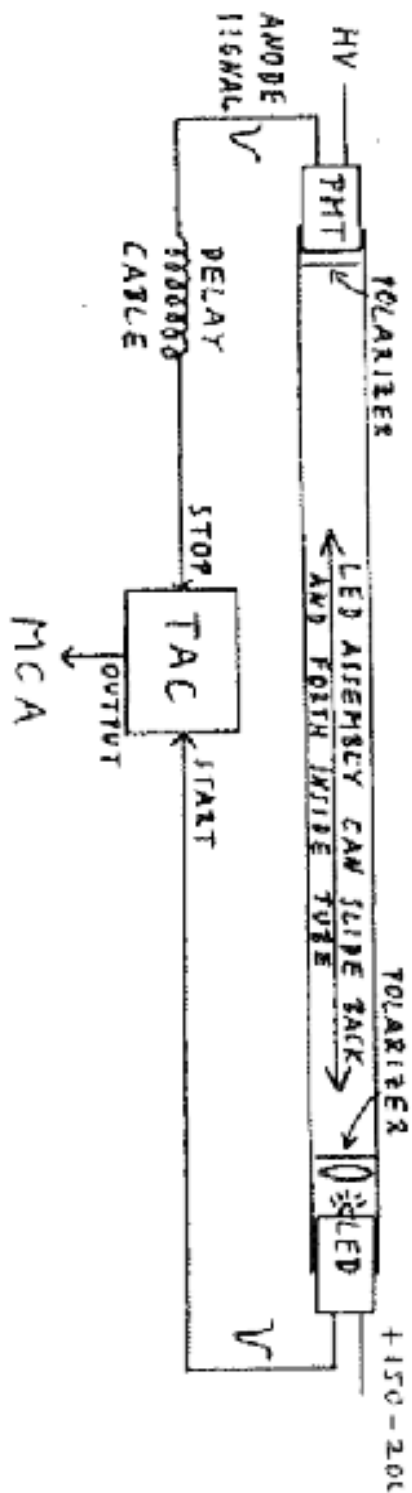 HV
PMT
POLARIZER
ANODE
SIGNAL
DELAY
CABLE
LED ASSEMBLY CAN SLIDE BACK
AND FORTH INSIDE TUBE
STOP
TAC
START
OUTPUT
MCA
POLARIZER
LED
+150-200